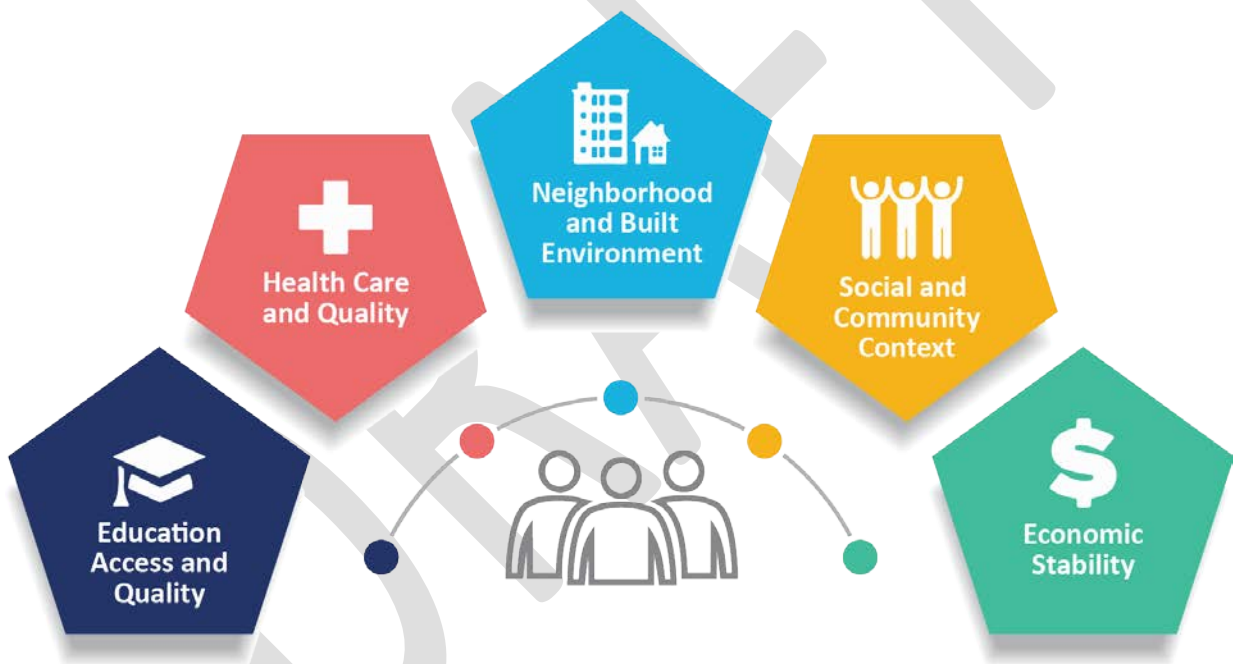 Education
Access and
Quality
Health Care
and Quality
Neighborhood
and Built
Environment
Social and
Community
Context
$
Economic
Stability